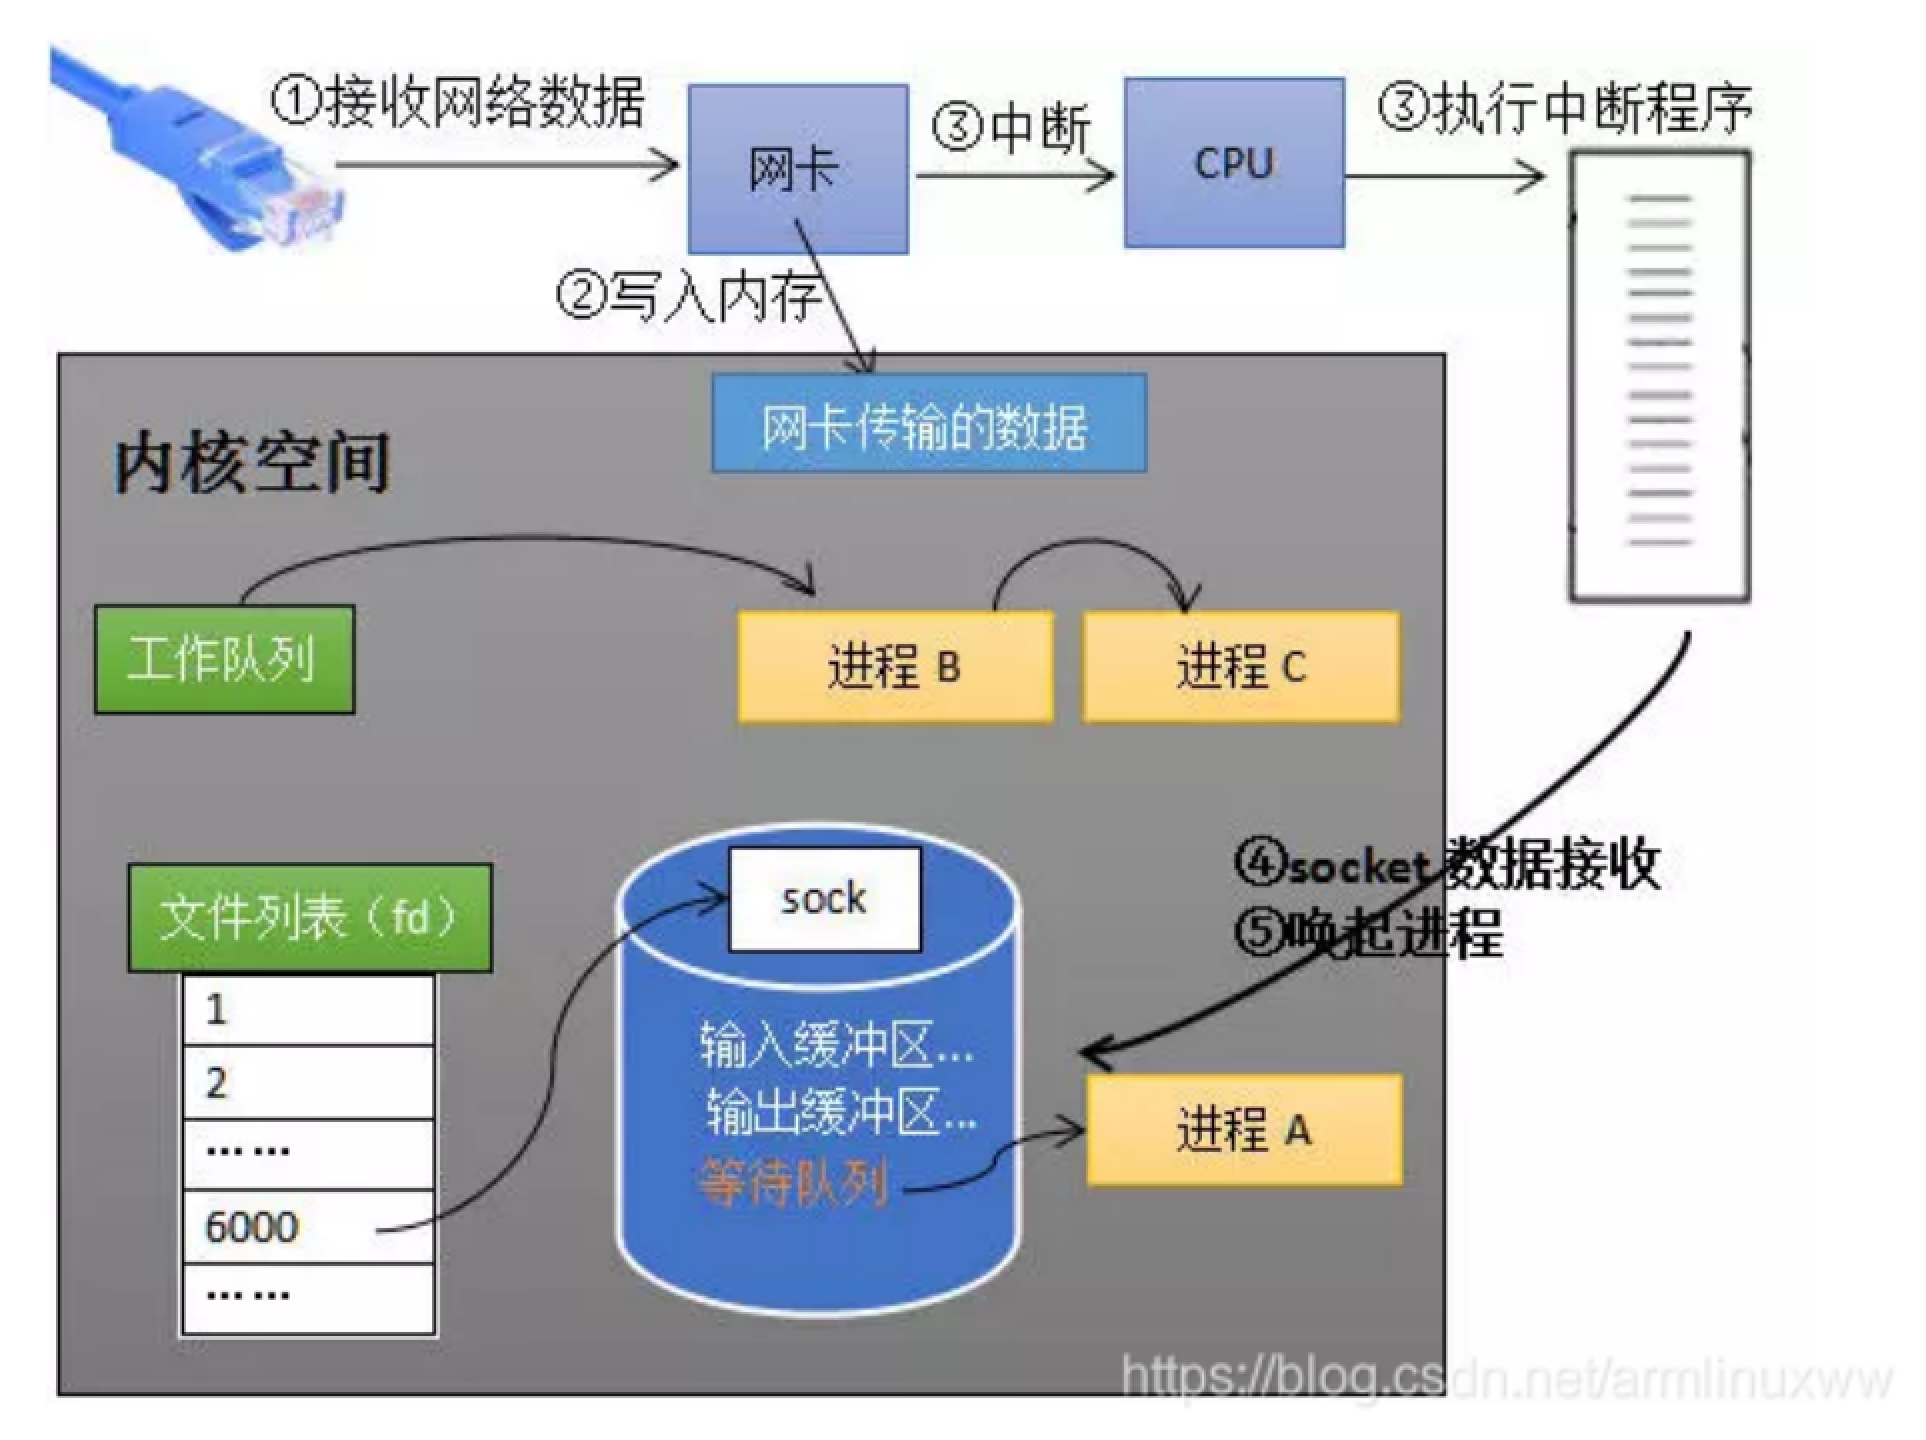 ①接收网络数据
网卡
③中断
CPU
③执行中断程序
②写入内存
网卡传输的数据
内核空间
工作队列
进程 B
进程 C
④socket 数据接收
⑤唤起进程
文件列表（fd）
1
2
……
6000
……
sock
输入缓冲区...
输出缓冲区...
等待队列
进程 A
https://blog.csdn.net/armlinuxww